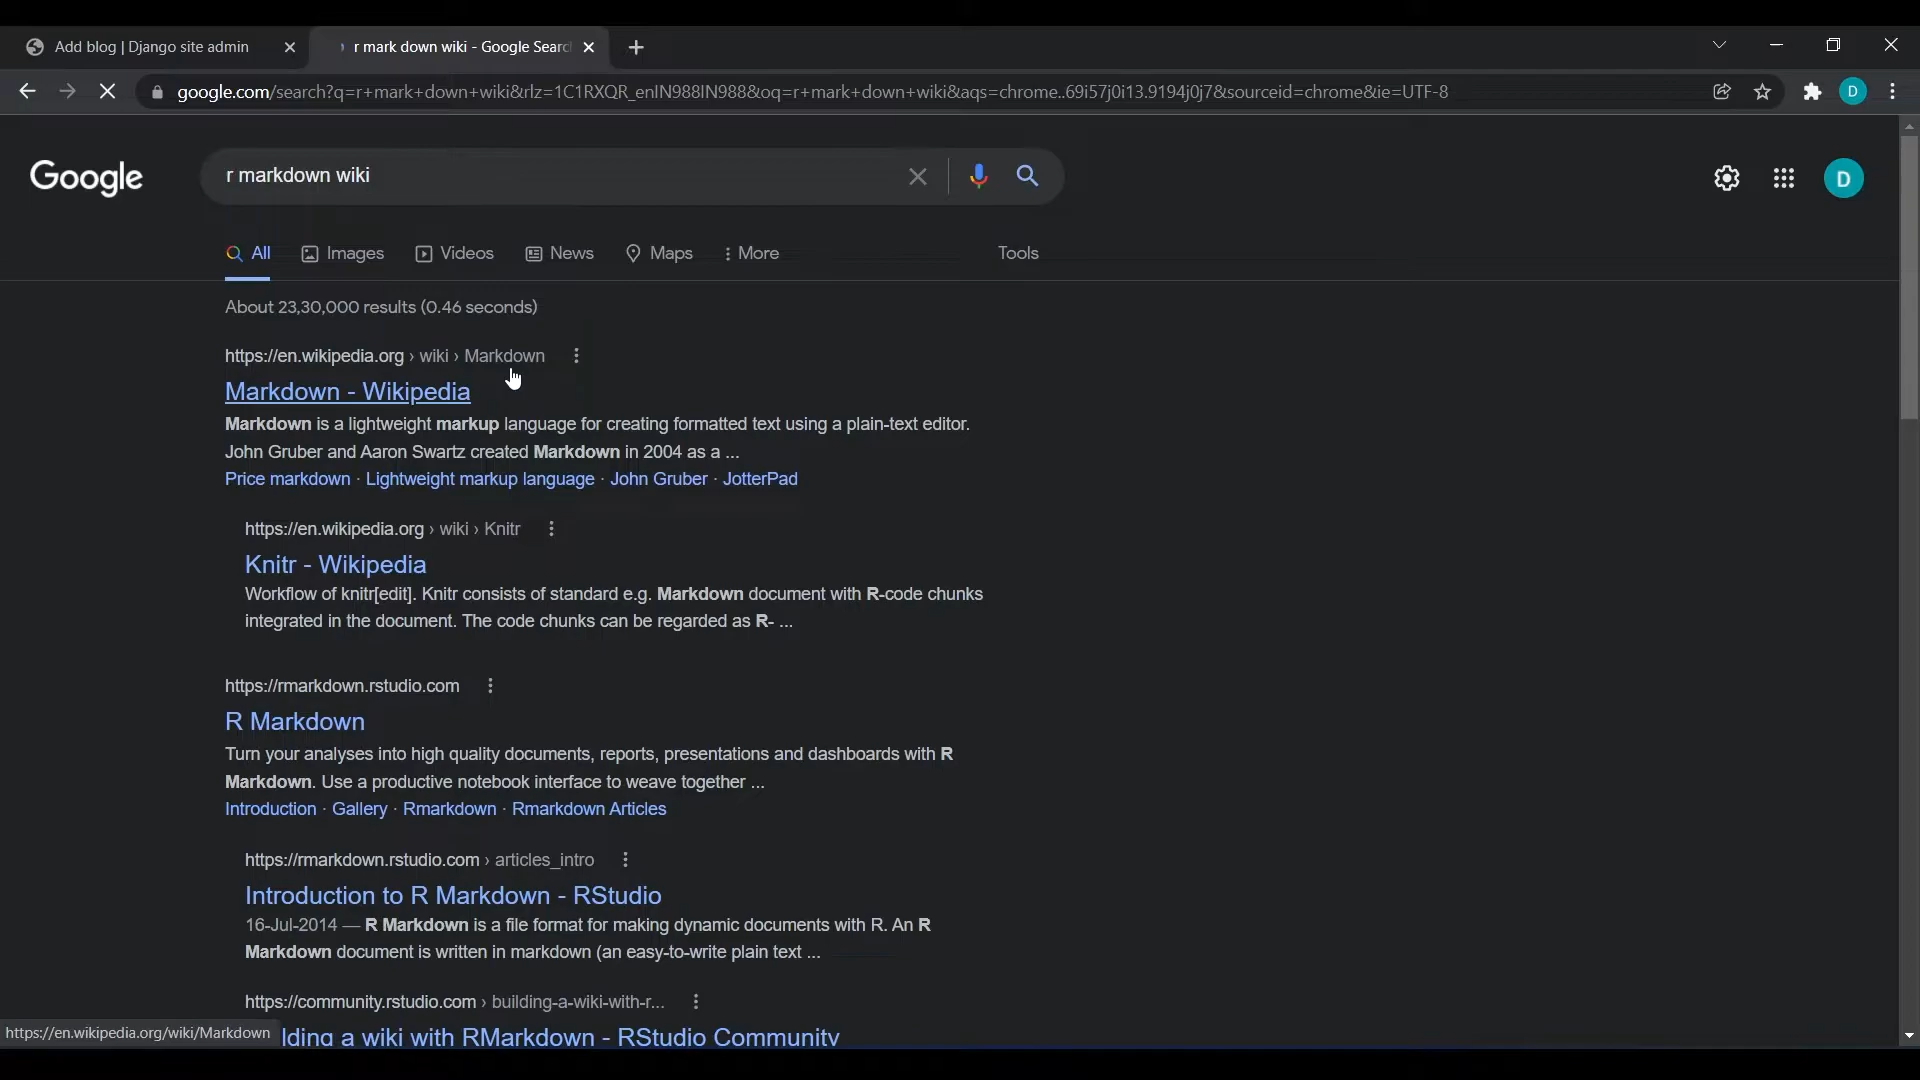 Add blog | Django site admin
r mark down wiki - Google Searc
google.com/search?q=r+mark+down+wiki&rlz=1C1RXQR_enIN988IN988&oq=r+mark+down+wiki&aqs=chrome..69i57j0i13.9194j0j7&sourceid=chrome&ie=UTF-8
D
Google
r markdown wiki
D
All Images Videos News Maps More Tools
About 23,30,000 results (0.46 seconds)
https://en.wikipedia.org › wiki › Markdown
Markdown - Wikipedia
Markdown is a lightweight markup language for creating formatted text using a plain-text editor.
John Gruber and Aaron Swartz created Markdown in 2004 as a ...
Price markdown · Lightweight markup language · John Gruber · JotterPad
https://en.wikipedia.org › wiki › Knitr
Knitr - Wikipedia
Workflow of knitr[edit]. Knitr consists of standard e.g. Markdown document with R-code chunks
integrated in the document. The code chunks can be regarded as R- ...
https://rmarkdown.rstudio.com
R Markdown
Turn your analyses into high quality documents, reports, presentations and dashboards with R
Markdown. Use a productive notebook interface to weave together ...
Introduction · Gallery · Rmarkdown · Rmarkdown Articles
https://rmarkdown.rstudio.com › articles_intro
Introduction to R Markdown - RStudio
16-Jul-2014 — R Markdown is a file format for making dynamic documents with R. An R
Markdown document is written in markdown (an easy-to-write plain text ...
https://community.rstudio.com › building-a-wiki-with-r...
lding a wiki with RMarkdown - RStudio Community
https://en.wikipedia.org/wiki/Markdown